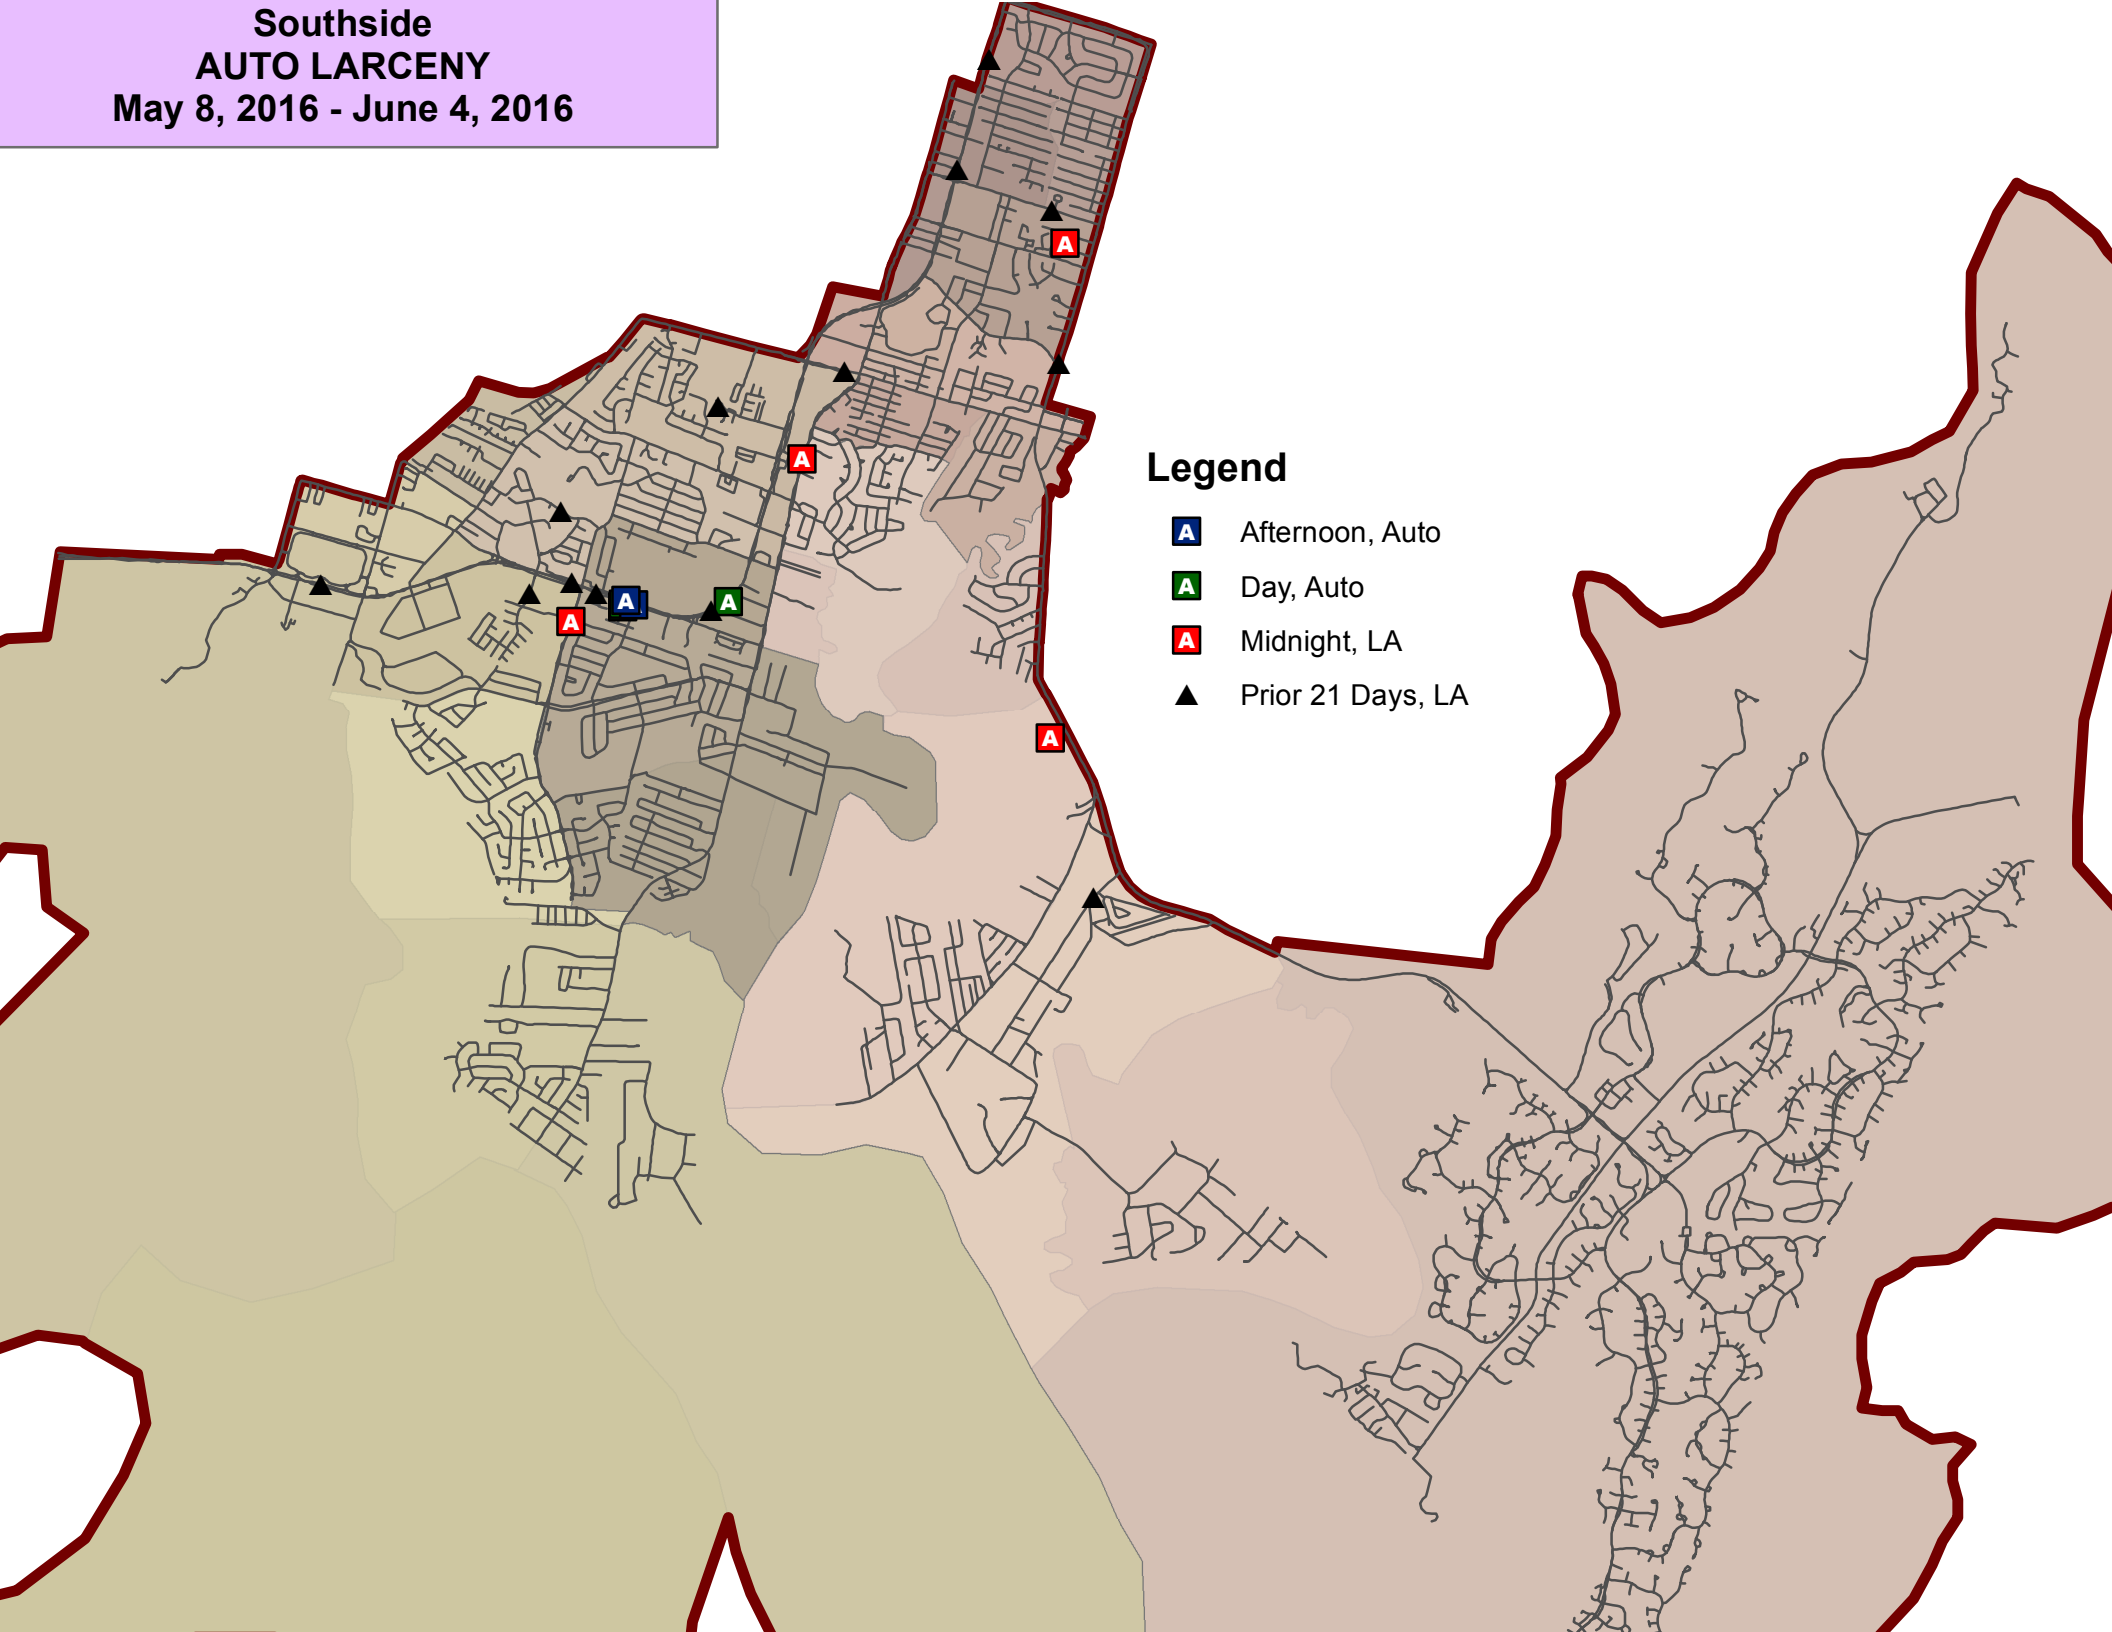 Southside
AUTO LARCENY
May 8, 2016 - June 4, 2016
A
A
Legend
A Afternoon, Auto
A Day, Auto
A Midnight, LA
Prior 21 Days, LA
A
A
A
A